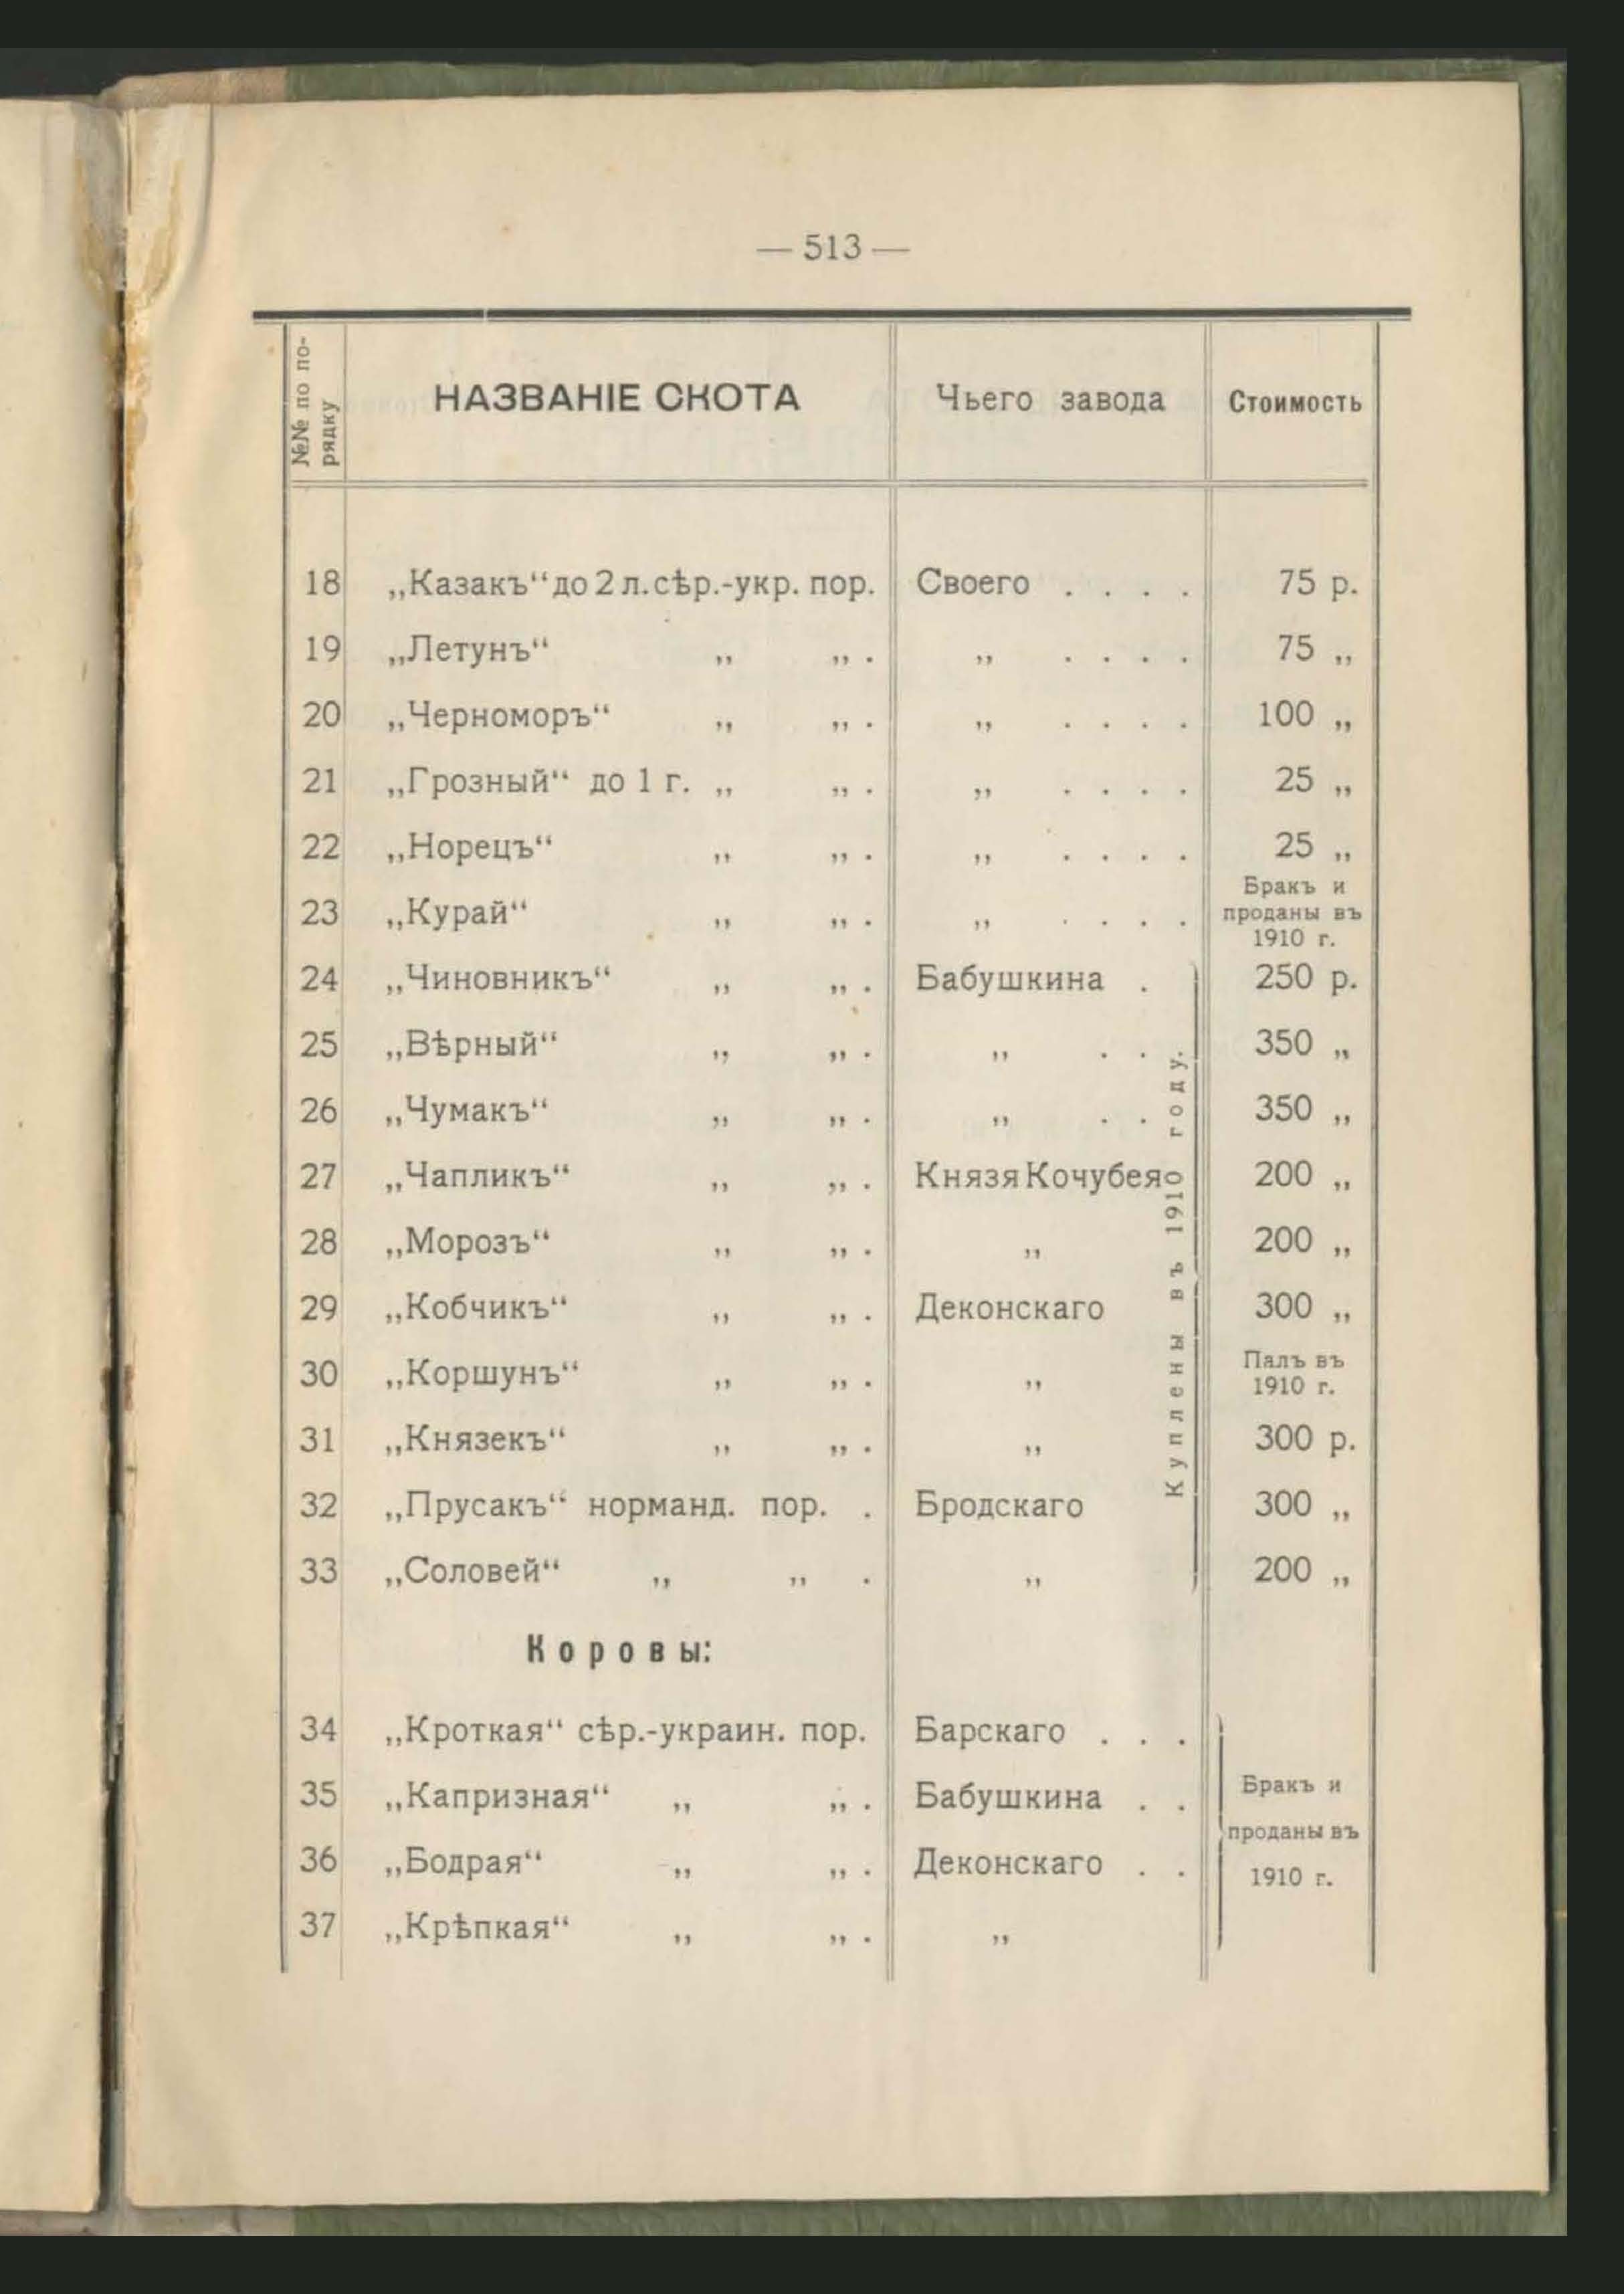 — 513 —
№№ по по-
рядку
НАЗВАНІЕ СКОТА
Чьего завода
Стоимость
18 „Казакъ“ до 2 л. сѣр.-укр. пор. Своего . . . . 75 р.
19 „Летунъ“ „ „ . „ . . . . 75 „
20 „Черноморъ“ „ „ . „ . . . . 100 „
21 „Грозный“ до 1 г. „ „ . „ . . . . 25 „
22 „Норецъ“ „ „ . „ . . . . 25 „
23 „Курай“ „ „ . „ . . . . Бракъ и
проданы въ
1910 г.
24 „Чиновникъ“ „ „ . Бабушкина . 250 р.
25 „Вѣрный“ „ „ . „ . . 350 „
26 „Чумакъ“ „ „ . „ . . 350 „
27 „Чапликъ“ „ „ . Князя Кочубея 200 „
28 „Морозъ“ „ „ . „ 200 „
29 „Кобчикъ“ „ „ . Деконскаго 300 „
30 „Коршунъ“ „ „ . „ Палъ въ
1910 г.
31 „Князекъ“ „ „ . „ 300 р.
32 „Прусакъ“ норманд. пор. . Бродскаго 300 „
33 „Соловей“ „ „ . „ 200 „
Куплены въ 1910 году.
Коровы:
34 „Кроткая“ сѣр.-украин. пор. Барскаго . . .
35 „Капризная“ „ „ . Бабушкина . .
36 „Бодрая“ „ „ . Деконскаго . .
37 „Крѣпкая“ „ „ . „
Бракъ и
проданы въ
1910 г.